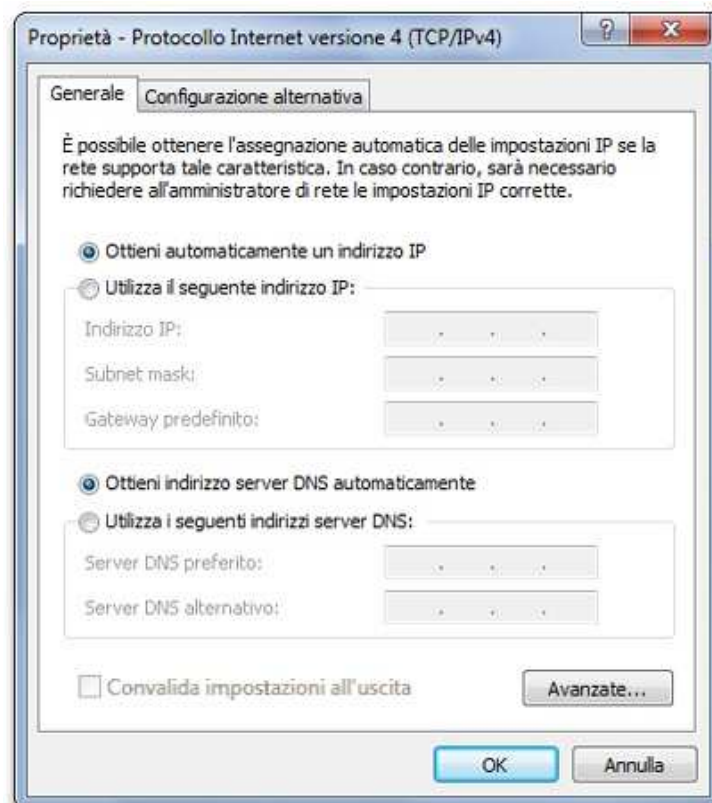 Proprietà - Protocollo Internet versione 4 (TCP/IPv4)
Generale
Configurazione alternativa
È possibile ottenere l'assegnazione automatica delle impostazioni IP se la
rete supporta tale caratteristica. In caso contrario, sarà necessario
richiedere all'amministratore di rete le impostazioni IP corrette.
Ottieni automaticamente un indirizzo IP
Utilizza il seguente indirizzo IP:
Indirizzo IP:
Subnet mask:
Gateway predefinito:
Ottieni indirizzo server DNS automaticamente
Utilizza i seguenti indirizzi server DNS:
Server DNS preferito:
Server DNS alternativo:
Convalida impostazioni all'uscita
Avanzate...
OK
Annulla